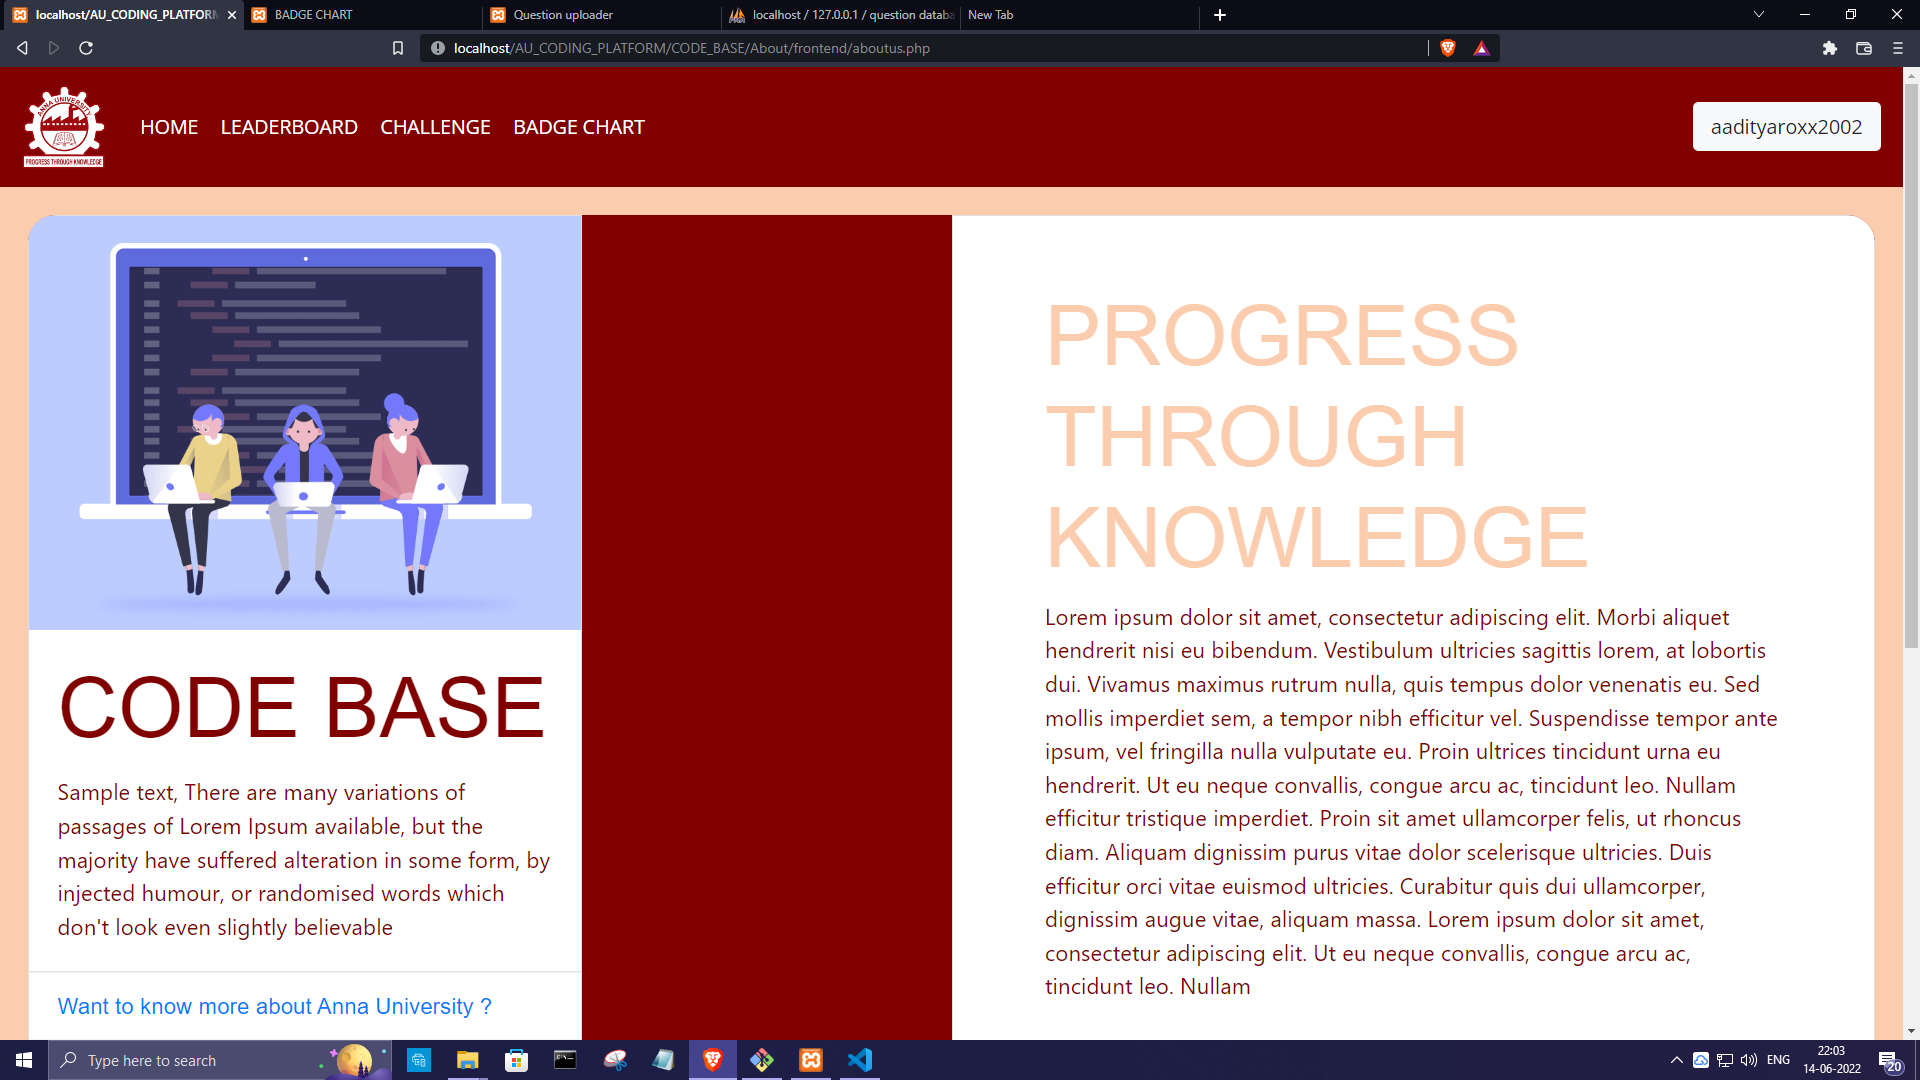 localhost/AU_CODING_PLATFORM
BADGE CHART
Question uploader
localhost / 127.0.0.1 / question databa
New Tab
localhost/AU_CODING_PLATFORM/CODE_BASE/About/frontend/aboutus.php
ANNA UNIVERSITY
PROGRESS THROUGH KNOWLEDGE
HOME
LEADERBOARD
CHALLENGE
BADGE CHART
aadityaroxx2002
CODE BASE
Sample text, There are many variations of
passages of Lorem Ipsum available, but the
majority have suffered alteration in some form, by
injected humour, or randomised words which
don't look even slightly believable
Want to know more about Anna University ?
PROGRESS
THROUGH
KNOWLEDGE
Lorem ipsum dolor sit amet, consectetur adipiscing elit. Morbi aliquet
hendrerit nisi eu bibendum. Vestibulum ultricies sagittis lorem, at lobortis
dui. Vivamus maximus rutrum nulla, quis tempus dolor venenatis eu. Sed
mollis imperdiet sem, a tempor nibh efficitur vel. Suspendisse tempor ante
ipsum, vel fringilla nulla vulputate eu. Proin ultrices tincidunt urna eu
hendrerit. Ut eu neque convallis, congue arcu ac, tincidunt leo. Nullam
efficitur tristique imperdiet. Proin sit amet ullamcorper felis, ut rhoncus
diam. Aliquam dignissim purus vitae dolor scelerisque ultricies. Duis
efficitur orci vitae euismod ultricies. Curabitur quis dui ullamcorper,
dignissim augue vitae, aliquam massa. Lorem ipsum dolor sit amet,
consectetur adipiscing elit. Ut eu neque convallis, congue arcu ac,
tincidunt leo. Nullam
Type here to search
ENG
22:03
14-06-2022
20